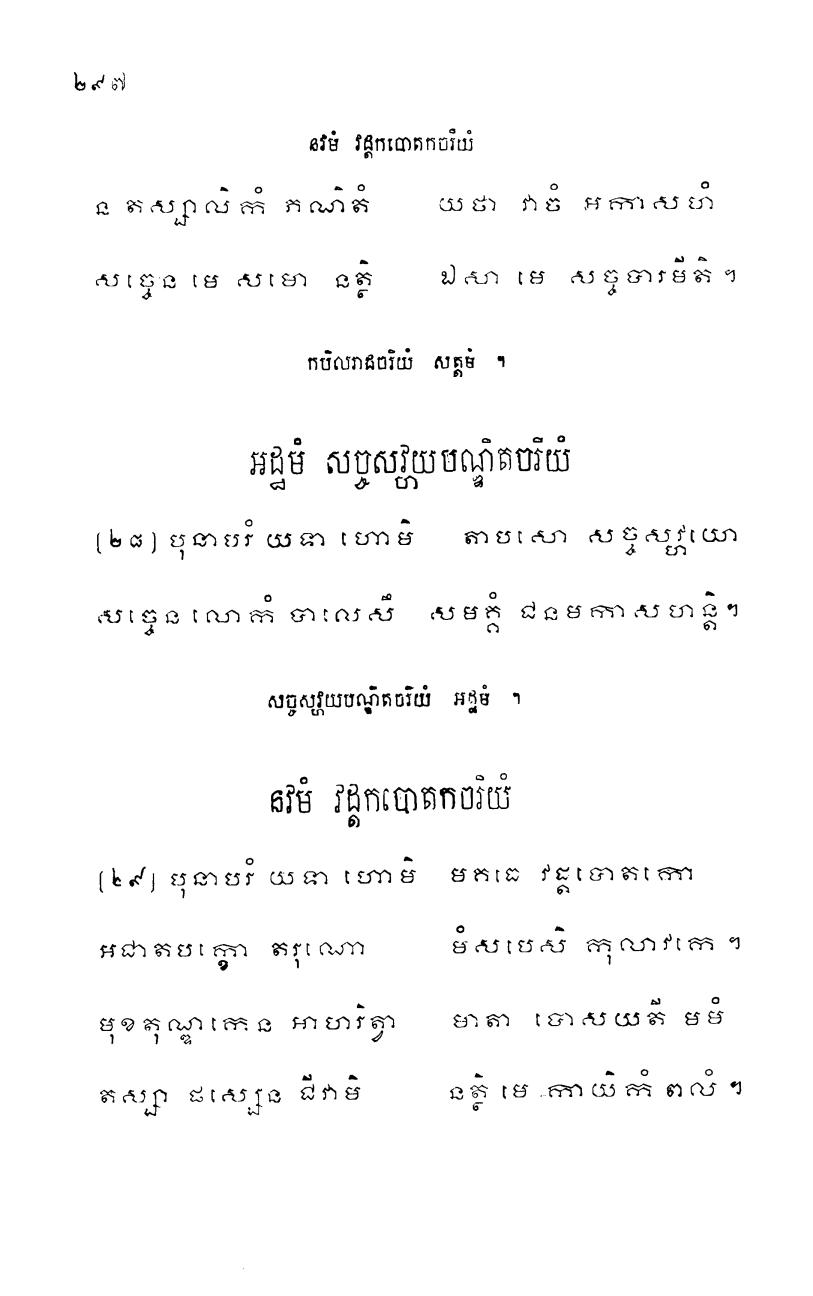 ២៩៧
នវមំ វដ្តកបោតកចរិយំ
ន តស្សាលិកំ ភណិតំ យថា វាចំ អកាសហំ
សច្ចេន មេ សមោ នត្ថិ ឯសា មេ សច្ចបារមីតិ ។
កបិលរាជចរិយំ សត្តមំ ។
អដ្ឋមំ សច្ចសវ្ហយបណ្ឌិតចរិយំ
[២៨] បុនាបរំ យទា ហោមិ តាបសោ សច្ចសវ្ហយោ
សច្ចេន លោកំ បាលេសឹ សមគ្គំ ជនមកាសហន្តិ។
សច្ចសវ្ហយបណ្ឌិតចរិយំ អដ្ឋមំ ។
នវមំ វដ្តកបោតកចរិយំ
[២៩] បុនាបរំ យទា ហោមិ មគធេ វដ្តបោតកោ
អជាតបក្ខោ តរុណោ មំសបេសិ កុលាវកេ ។
មុខតុណ្ឌកេន អាហរិត្វា មាតា បោសយតី មមំ
តស្សា ផស្សេន ជីវាមិ នត្ថិ មេ កាយិកំ ពលំ ។